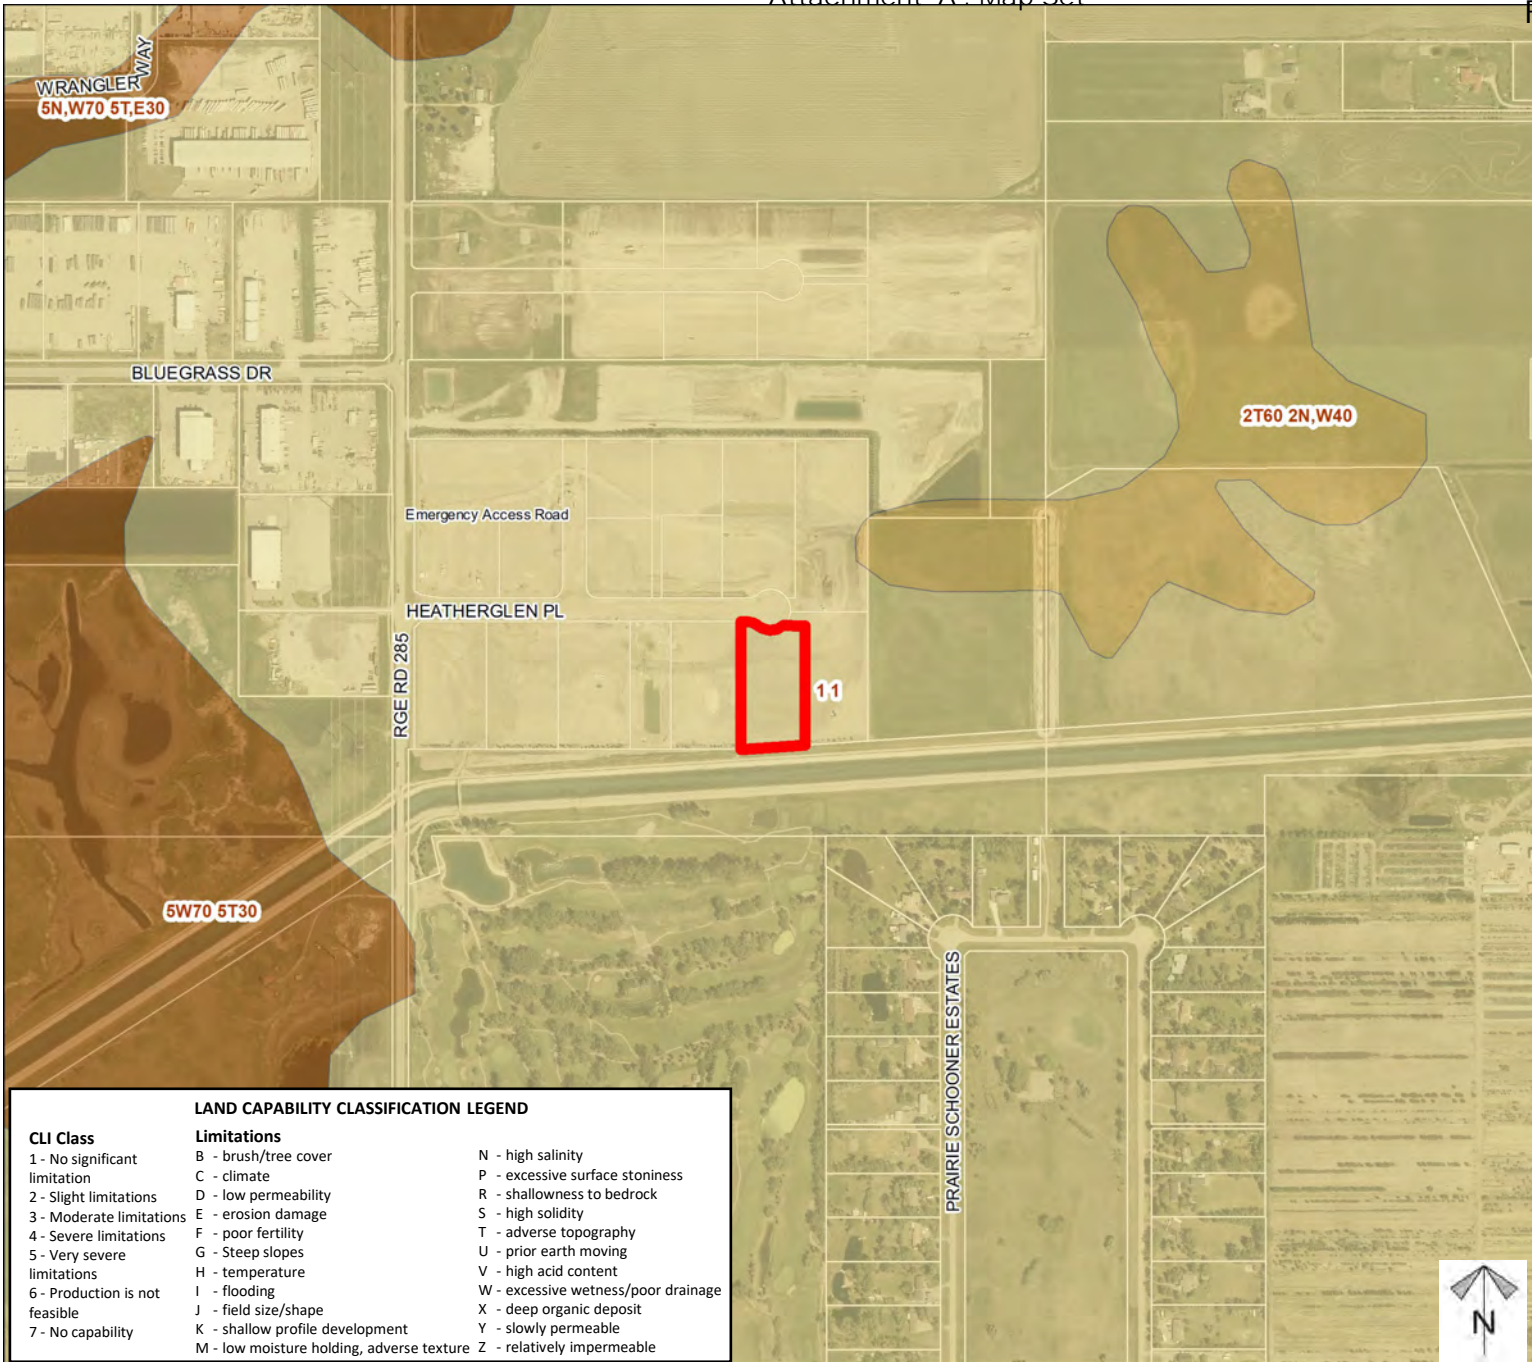 WRANGLER WAY
5N,W70 5T,E30
BLUEGRASS DR
2T60 2N,W40
Emergency Access Road
HEATHERGLEN PL
RGE RD 285
1 1
5W70 5T30
PRAIRIE SCHOONER ESTATES
LAND CAPABILITY CLASSIFICATION LEGEND
CLI Class
1 - No significant
limitation
2 - Slight limitations
3 - Moderate limitations
4 - Severe limitations
5 - Very severe
limitations
6 - Production is not
feasible
7 - No capability
Limitations
B - brush/tree cover
C - climate
D - low permeability
E - erosion damage
F - poor fertility
G - Steep slopes
H - temperature
I - flooding
J - field size/shape
K - shallow profile development
M - low moisture holding, adverse texture
N - high salinity
P - excessive surface stoniness
R - shallowness to bedrock
S - high solidity
T - adverse topography
U - prior earth moving
V - high acid content
W - excessive wetness/poor drainage
X - deep organic deposit
Y - slowly permeable
Z - relatively impermeable
N